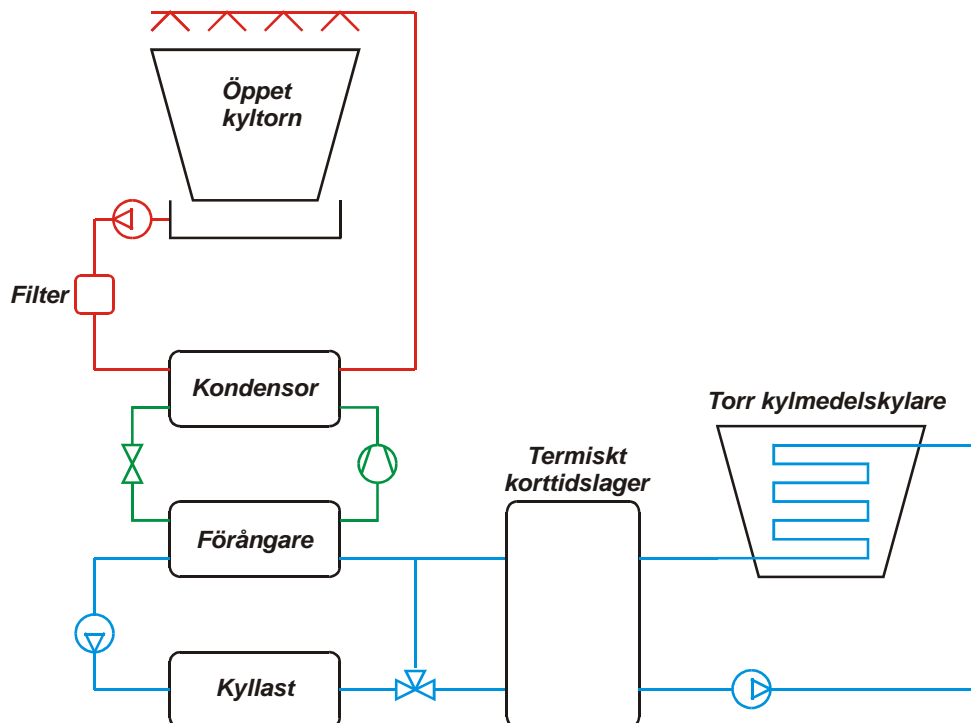 Öppet
kyltorn
Filter
Kondensor
Torr kylmedelskylare
Termiskt
korttidslager
Förångare
Kyllast